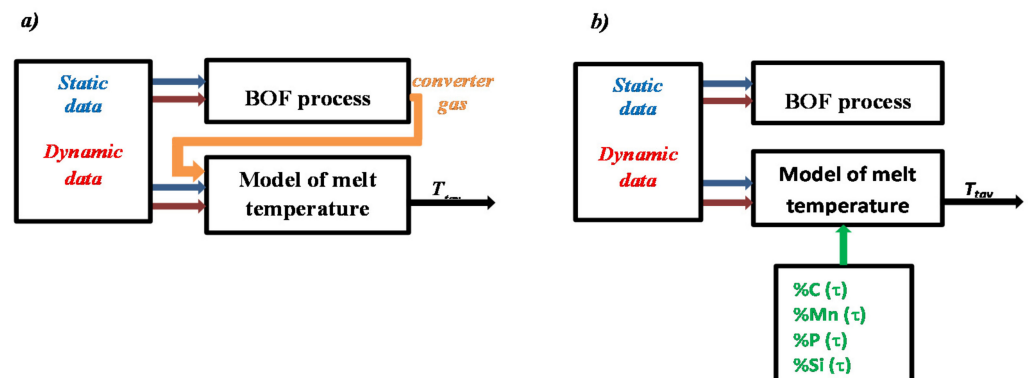 a)
Static
data
Dynamic
data
BOF process
converter
gas
Model of melt
temperature
b)
Static
data
Dynamic
data
BOF process
Model of melt
temperature
T
%C (τ)
%Mn (τ)
%P (τ)
%Si (τ)